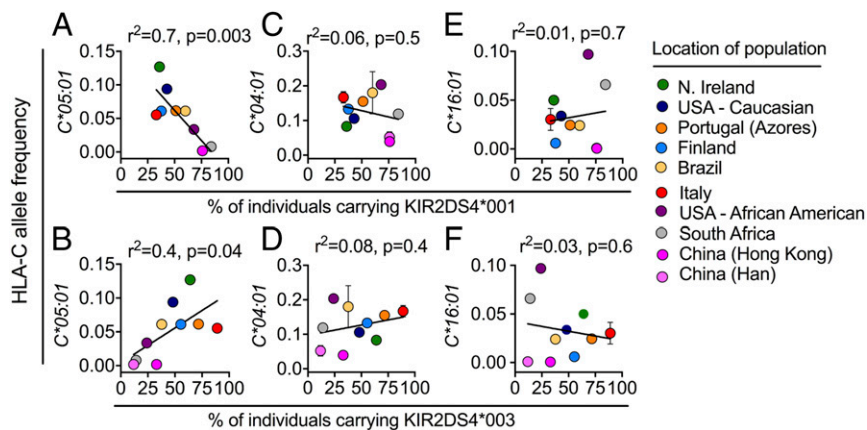 A
r²=0.7, p=0.003
C*05:01
0.15
0.10
0.05
0.00
0 25 50 75 100
C
r²=0.06, p=0.5
C*04:01
0.3
0.2
0.1
0.0
0 25 50 75 100
E
r²=0.01, p=0.7
C*16:01
0.10
0.05
0.00
0 25 50 75 100
% of individuals carrying KIR2DS4*001
HLA-C allele frequency
B
r²=0.4, p=0.04
C*05:01
0.15
0.10
0.05
0.00
0 25 50 75 100
D
r²=0.08, p=0.4
C*04:01
0.3
0.2
0.1
0.0
0 25 50 75 100
F
r²=0.03, p=0.6
C*16:01
0.10
0.05
0.00
0 25 50 75 100
% of individuals carrying KIR2DS4*003
Location of population
N. Ireland
USA - Caucasian
Portugal (Azores)
Finland
Brazil
Italy
USA - African American
South Africa
China (Hong Kong)
China (Han)